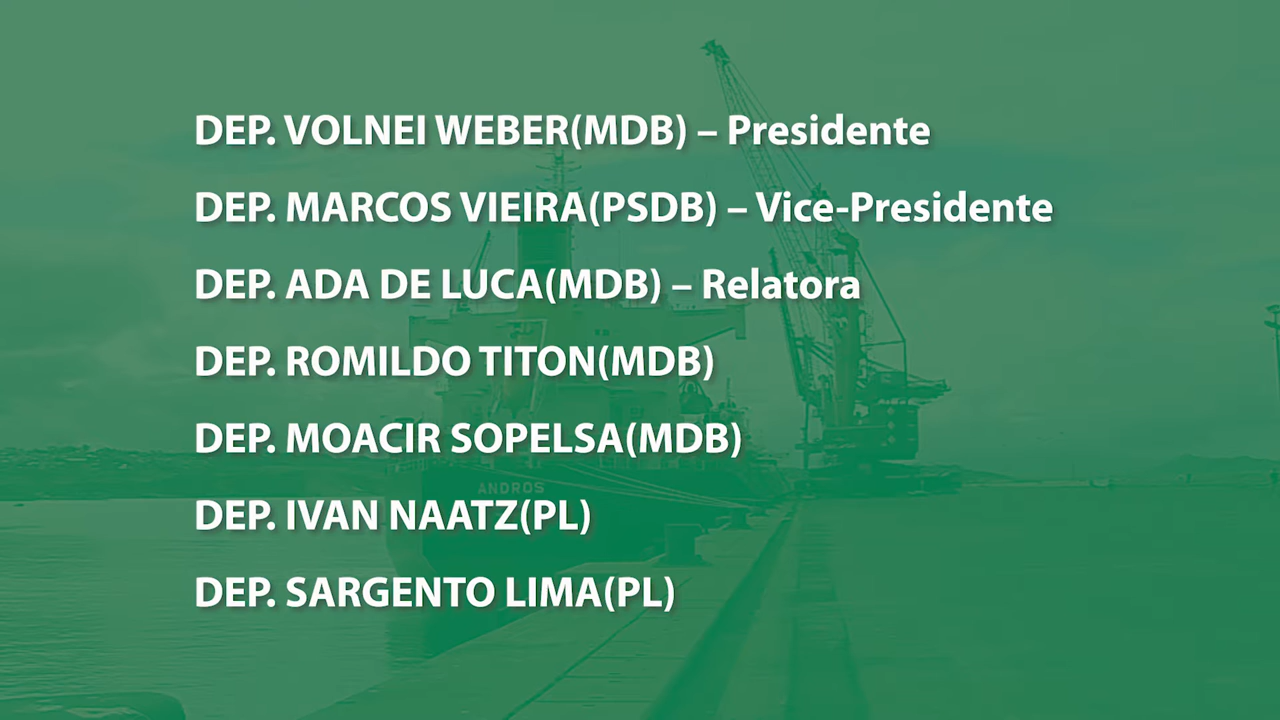 DEP. VOLNEI WEBER(MDB) – Presidente
DEP. MARCOS VIEIRA(PSDB) – Vice-Presidente
DEP. ADA DE LUCA(MDB) – Relatora
DEP. ROMILDO TITON(MDB)
DEP. MOACIR SOPELSA(MDB)
ANDROS
DEP. IVAN NAATZ(PL)
DEP. SARGENTO LIMA(PL)